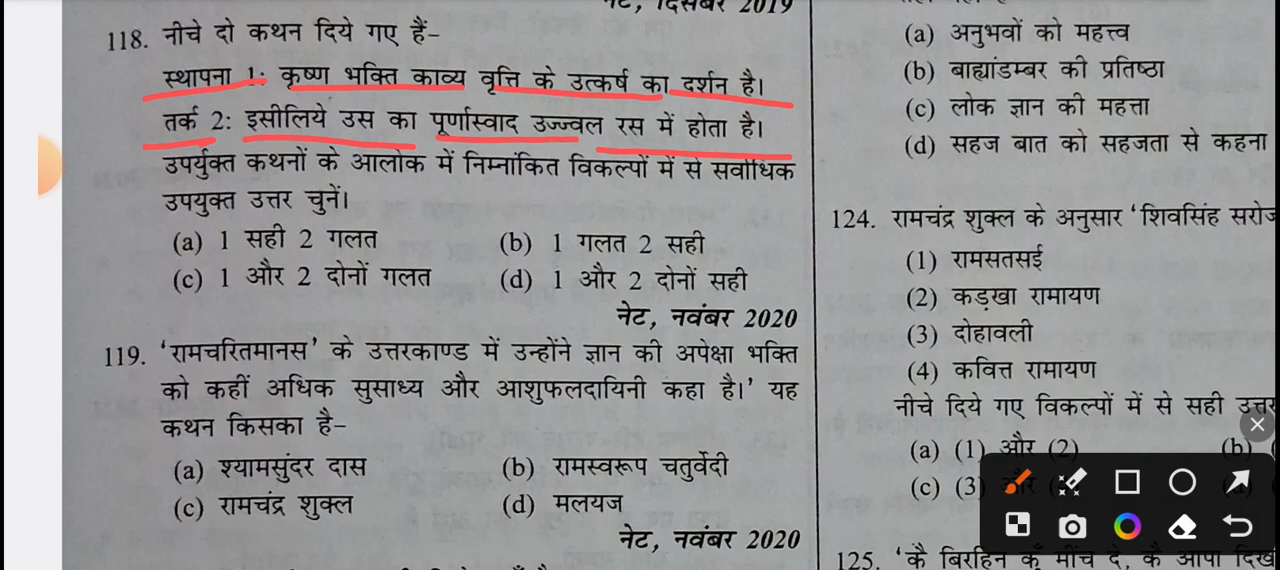 नेट, दिसंबर 2019
118. नीचे दो कथन दिये गए हैं-
स्थापना 1: कृष्ण भक्ति काव्य वृत्ति के उत्कर्ष का दर्शन है।
तर्क 2: इसीलिये उस का पूर्णास्वाद उज्ज्वल रस में होता है।
उपर्युक्त कथनों के आलोक में निम्नांकित विकल्पों में से सर्वाधिक
उपयुक्त उत्तर चुनें।
(a) 1 सही 2 गलत (b) 1 गलत 2 सही
(c) 1 और 2 दोनों गलत (d) 1 और 2 दोनों सही
नेट, नवंबर 2020
119. 'रामचरितमानस' के उत्तरकाण्ड में उन्होंने ज्ञान की अपेक्षा भक्ति
को कहीं अधिक सुसाध्य और आशुफलदायिनी कहा है।' यह
कथन किसका है-
(a) श्यामसुंदर दास (b) रामस्वरूप चतुर्वेदी
(c) रामचंद्र शुक्ल (d) मलयज
नेट, नवंबर 2020
(a) अनुभवों को महत्त्व
(b) बाह्यांडम्बर की प्रतिष्ठा
(c) लोक ज्ञान की महत्ता
(d) सहज बात को सहजता से कहना
124. रामचंद्र शुक्ल के अनुसार 'शिवसिंह
(1) रामसतसई
(2) कड़खा रामायण
(3) दोहावली
(4) कवित्त रामायण
नीचे दिये गए विकल्पों में से सही
(a) (1) और (2) (b)
(c) (3) और
125. 'कै बिरहिन कूँ मींच दे, कै आपा